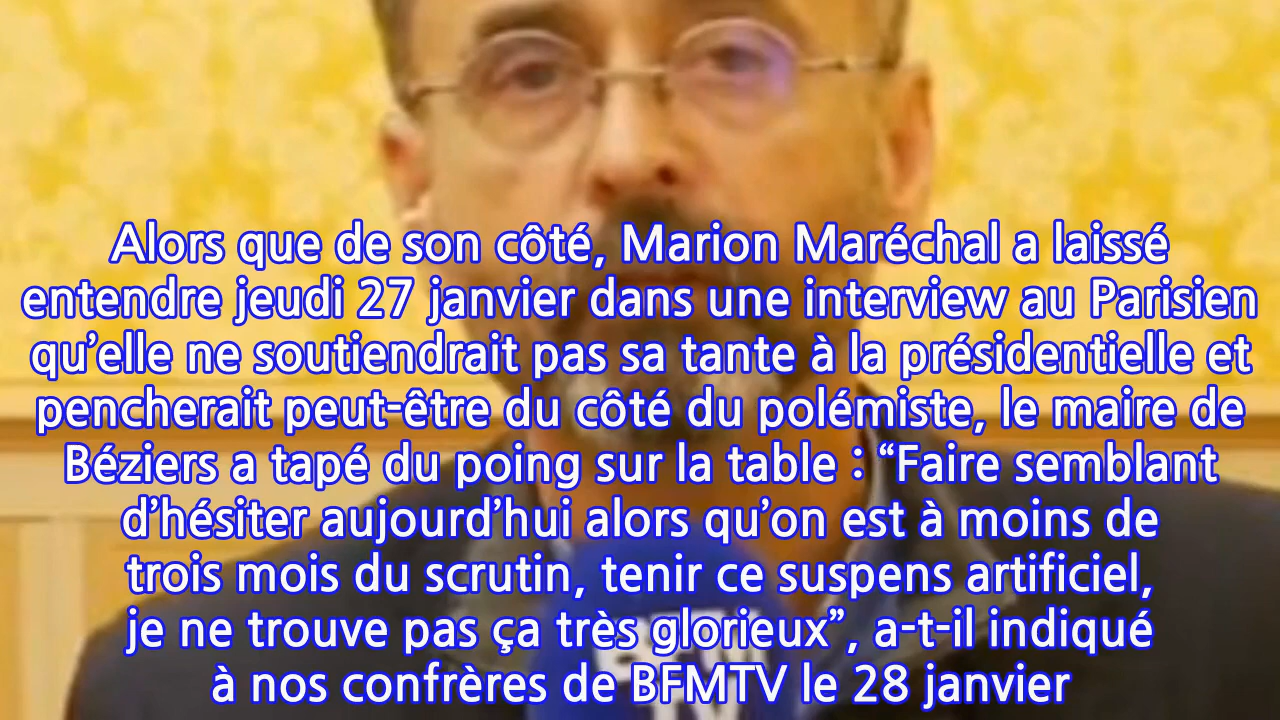 Alors que de son côté, Marion Maréchal a laissé
entendre jeudi 27 janvier dans une interview au Parisien
qu’elle ne soutiendrait pas sa tante à la présidentielle et
pencherait peut-être du côté du polémiste, le maire de
Béziers a tapé du poing sur la table : “Faire semblant
d’hésiter aujourd’hui alors qu’on est à moins de
trois mois du scrutin, tenir ce suspens artificiel,
je ne trouve pas ça très glorieux”, a-t-il indiqué
à nos confrères de BFMTV le 28 janvier